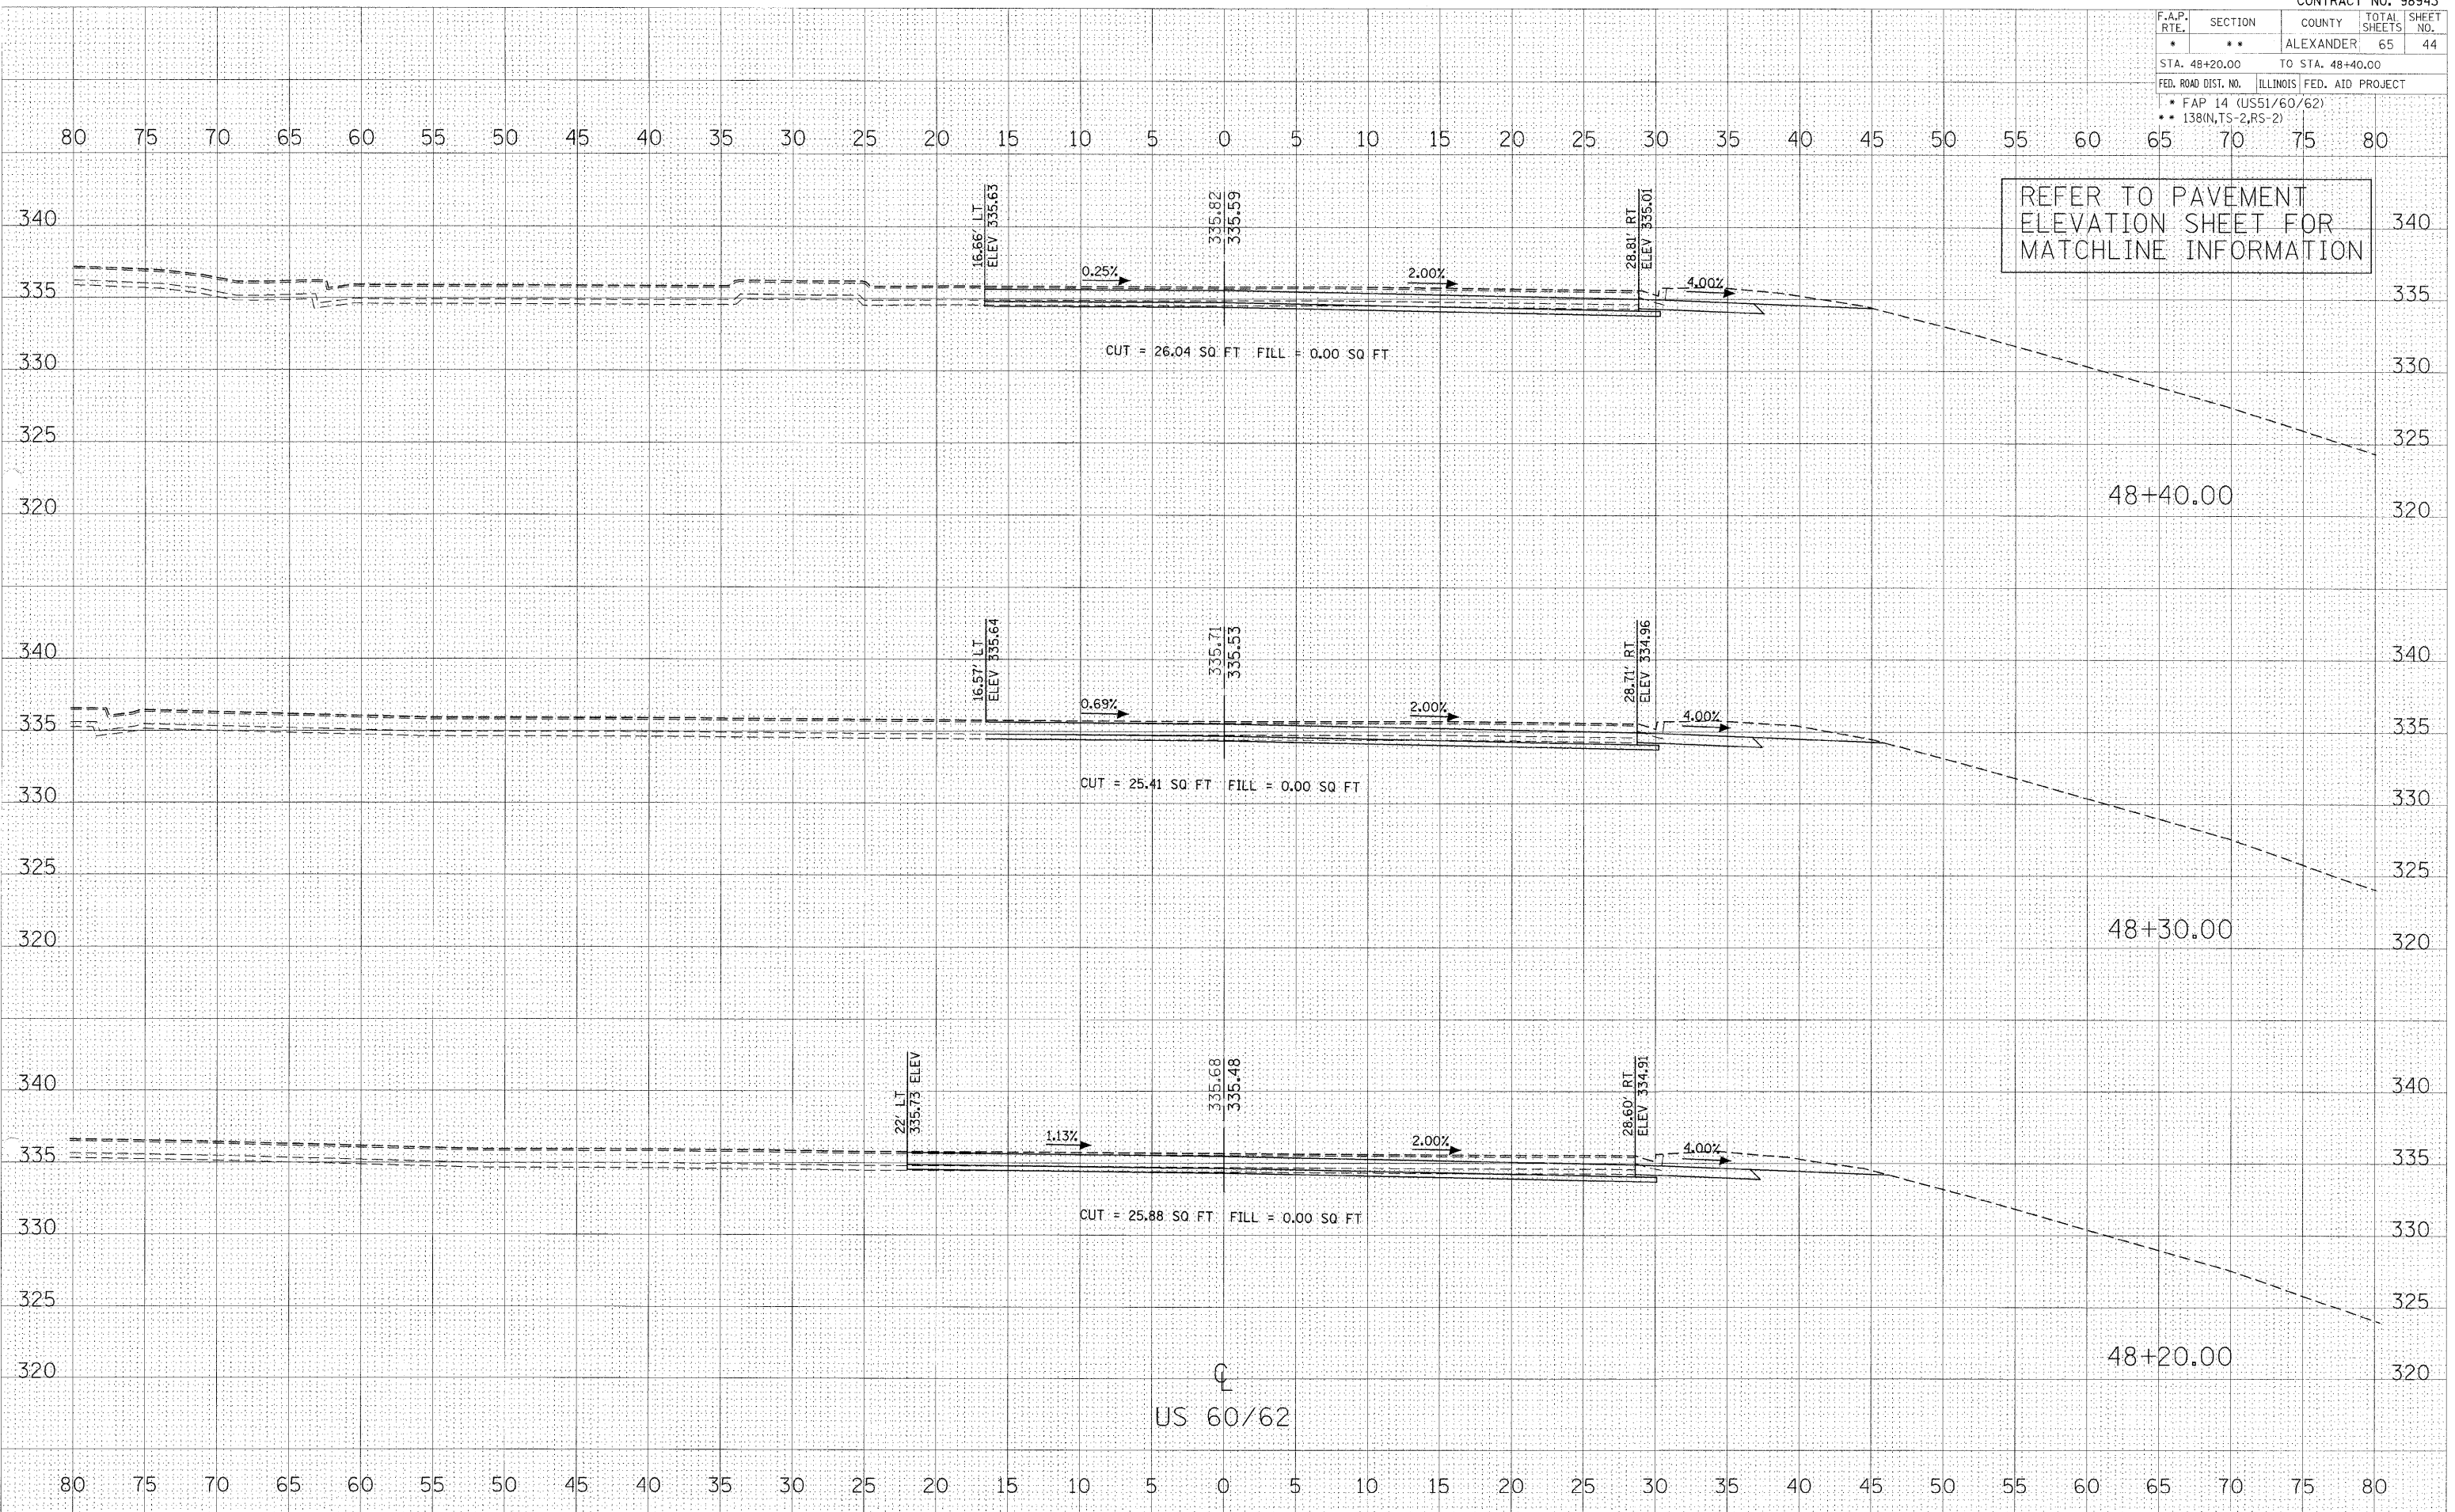 CONTRACT NO. 98943
F.A.P. RTE. SECTION COUNTY TOTAL SHEETS SHEET NO.
* ** ALEXANDER 65 44
STA. 48+20.00 TO STA. 48+40.00
FED. ROAD DIST. NO. ILLINOIS FED. AID PROJECT
* FAP 14 (US51/60/62)
** 138(N,TS-2,RS-2)
80 75 70 65 60 55 50 45 40 35 30 25 20 15 10 5 0 5 10 15 20 25 30 35 40 45 50 55 60 65 70 75 80
REFER TO PAVEMENT
ELEVATION SHEET FOR
MATCHLINE INFORMATION
16.66' LT
ELEV 335.63
335.82
335.59
28.81' RT
ELEV 335.01
340 340
0.25% 2.00% 4.00%
335 335
CUT = 26.04 SQ FT FILL = 0.00 SQ FT
330 330
325 325
48+40.00
320 320
16.57' LT
ELEV 335.64
335.71
335.53
28.71' RT
ELEV 334.96
340 340
0.69% 2.00% 4.00%
335 335
CUT = 25.41 SQ FT FILL = 0.00 SQ FT
330 330
325 325
48+30.00
320 320
22' LT
335.73 ELEV
335.68
335.48
28.60' RT
ELEV 334.91
340 340
1.13% 2.00% 4.00%
335 335
CUT = 25.88 SQ FT FILL = 0.00 SQ FT
330 330
325 325
48+20.00
320 320
CL
US 60/62
80 75 70 65 60 55 50 45 40 35 30 25 20 15 10 5 0 5 10 15 20 25 30 35 40 45 50 55 60 65 70 75 80